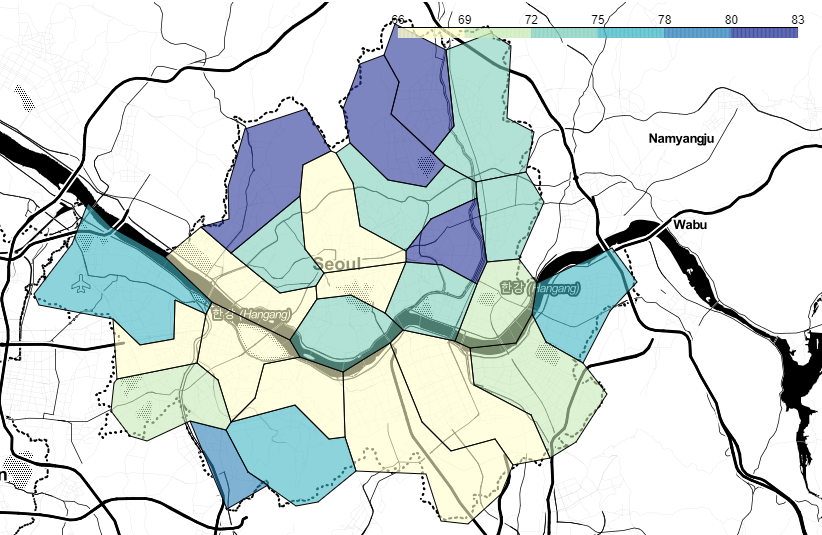 66 69 72 75 78 80 83
Namyangju
Wabu
Seoul
한강 (Hangang)
한강 (Hangang)
n